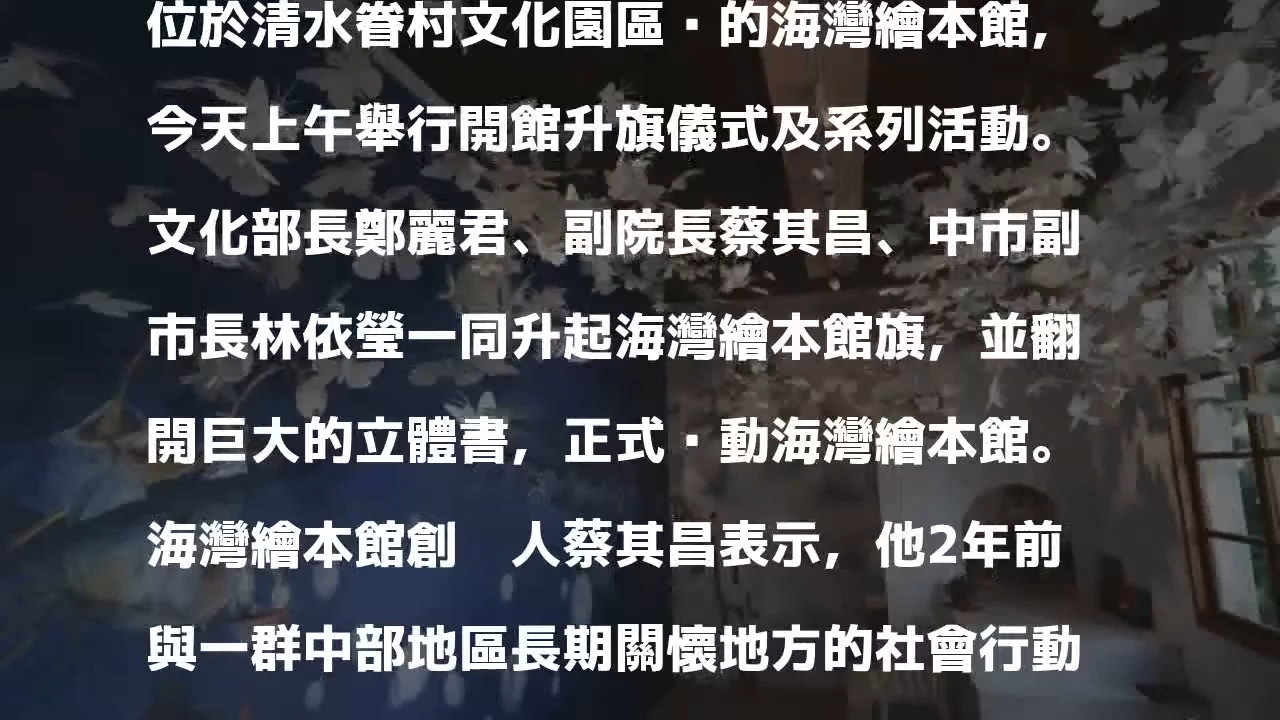 位於清水眷村文化園區·的海灣繪本館，
今天上午舉行開館升旗儀式及系列活動。
文化部長鄭麗君、副院長蔡其昌、中市副
市長林依瑩一同升起海灣繪本館旗，並翻
開巨大的立體書，正式·動海灣繪本館。
海灣繪本館創　人蔡其昌表示，他2年前
與一群中部地區長期關懷地方的社會行動